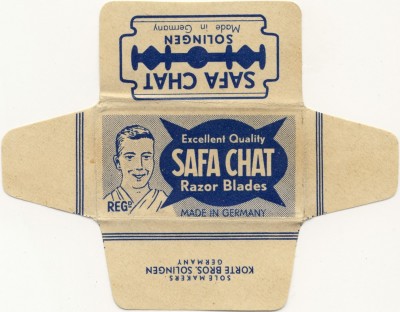 Made in Germany
SOLINGEN
SAFA CHAT
Excellent Quality
SAFA CHAT
Razor Blades
REGD
MADE IN GERMANY
SOLE MAKERS
KORTE BROS. SOLINGEN
GERMANY